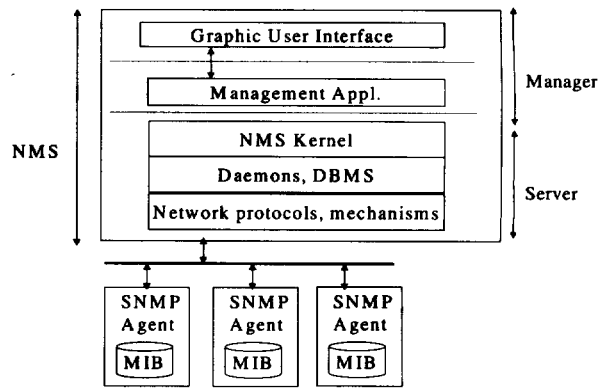 Graphic User Interface
Manager
Management Appl.
NMS
NMS Kernel
Daemons, DBMS
Server
Network protocols, mechanisms
SNMP Agent
MIB
SNMP Agent
MIB
SNMP Agent
MIB